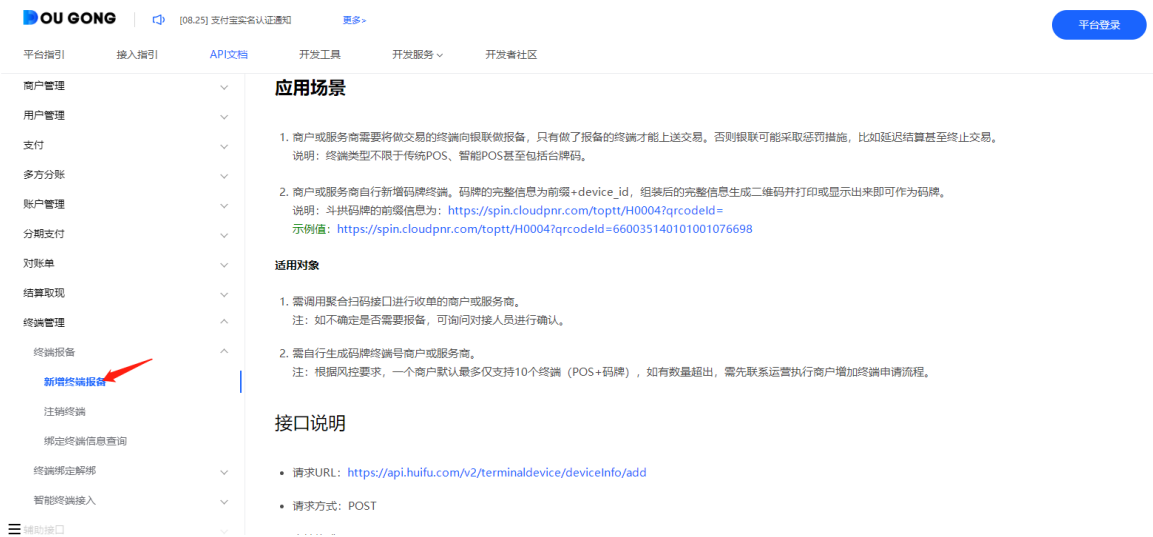 DOU GONG
[08.25] 支付宝实名认证通知
更多>
平台登录
平台指引
接入指引
API文档
开发工具
开发服务
开发者社区
商户管理
用户管理
支付
多方分账
账户管理
分期支付
对账单
结算取现
终端管理
终端报备
新增终端报备
注销终端
绑定终端信息查询
终端绑定解绑
智能终端接入
辅助接口
应用场景
1. 商户或服务商需要将做交易的终端向银联做报备，只有做了报备的终端才能上送交易。否则银联可能采取惩罚措施，比如延迟结算甚至终止交易。
说明：终端类型不限于传统POS、智能POS甚至包括台牌码。
2. 商户或服务商自行新增码牌终端。码牌的完整信息为前缀+device_id，组装后的完整信息生成二维码并打印或显示出来即可作为码牌。
说明：斗拱码牌的前缀信息为：https://spin.cloudpnr.com/toptt/H0004?qrcodeId=
示例值：https://spin.cloudpnr.com/toptt/H0004?qrcodeId=660035140101001076698
适用对象
1. 需调用聚合扫码接口进行收单的商户或服务商。
注：如不确定是否需要报备，可询问对接人员进行确认。
2. 需自行生成码牌终端号商户或服务商。
注：根据风控要求，一个商户默认最多仅支持10个终端（POS+码牌），如有数量超出，需先联系运营执行商户增加终端申请流程。
接口说明
• 请求URL：https://api.huifu.com/v2/terminaldevice/deviceInfo/add
• 请求方式：POST